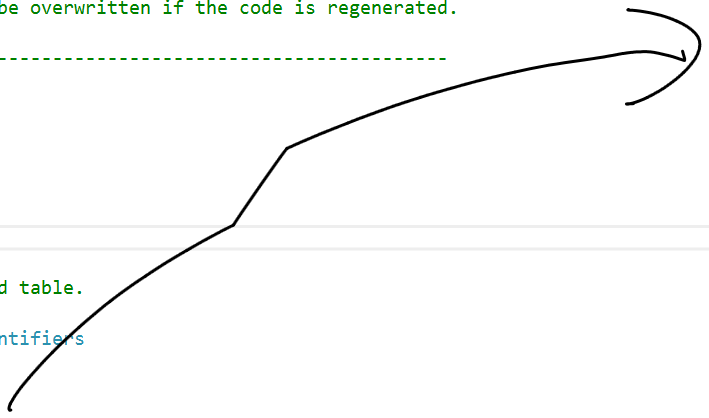 be overwritten if the code is regenerated.
------------------------------------------
d table.
ntifiers